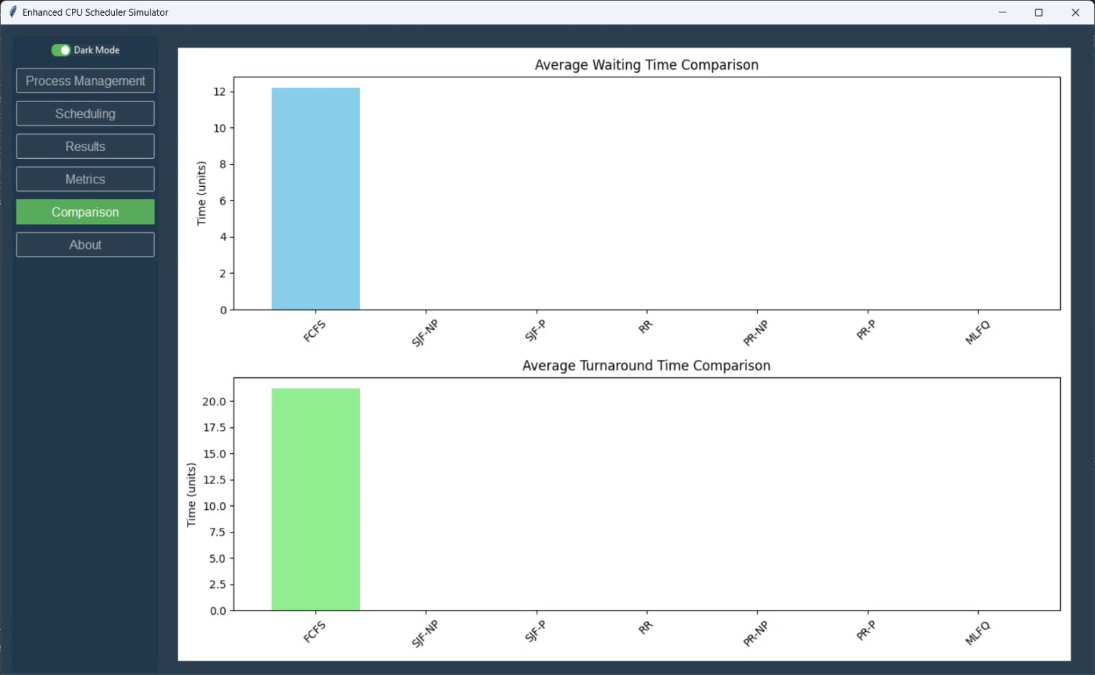 Enhanced CPU Scheduler Simulator
Dark Mode
Process Management
Scheduling
Results
Metrics
Comparison
About
Average Waiting Time Comparison
Time (units)
12
10
8
6
4
2
0
FCFS
SJF-NP
SJF-P
RR
PR-NP
PR-P
MLFQ
Average Turnaround Time Comparison
Time (units)
20.0
17.5
15.0
12.5
10.0
7.5
5.0
2.5
0.0
FCFS
SJF-NP
SJF-P
RR
PR-NP
PR-P
MLFQ